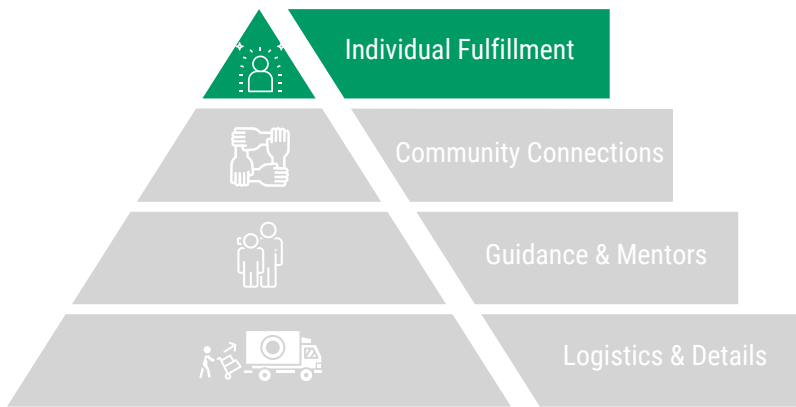 Individual Fulfillment
Community Connections
Guidance & Mentors
Logistics & Details